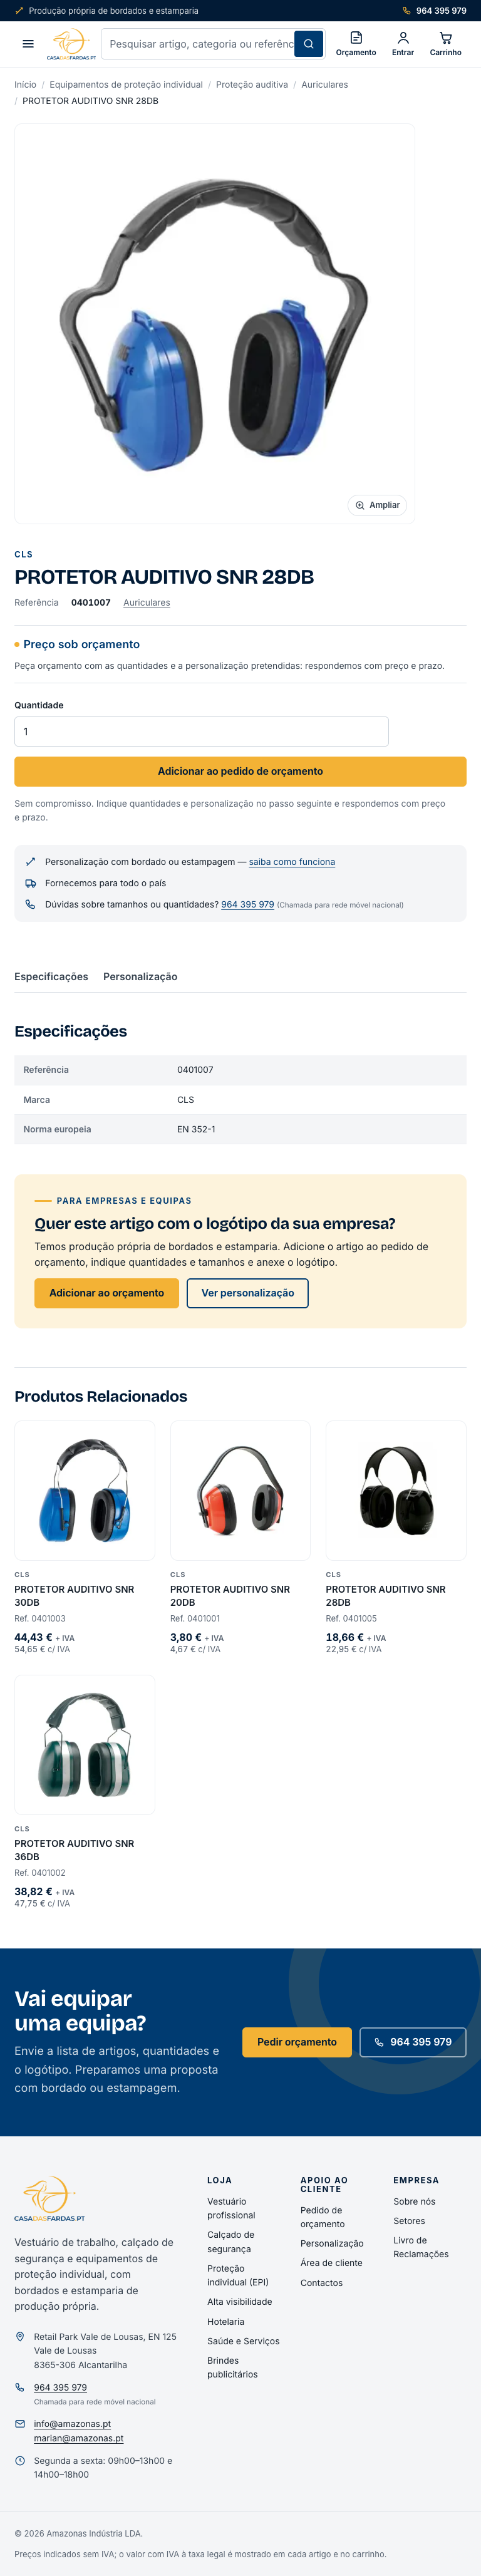 Produção própria de bordados e estamparia
964 395 979
CASADASFARDAS PT
Pesquisar artigo, categoria ou referênc
Orçamento
Entrar
Carrinho
Início / Equipamentos de proteção individual / Proteção auditiva / Auriculares
/ PROTETOR AUDITIVO SNR 28DB
Ampliar
CLS
PROTETOR AUDITIVO SNR 28DB
Referência 0401007 Auriculares
Preço sob orçamento
Peça orçamento com as quantidades e a personalização pretendidas: respondemos com preço e prazo.
Quantidade
1
Adicionar ao pedido de orçamento
Sem compromisso. Indique quantidades e personalização no passo seguinte e respondemos com preço
e prazo.
Personalização com bordado ou estampagem — saiba como funciona
Fornecemos para todo o país
Dúvidas sobre tamanhos ou quantidades? 964 395 979 (Chamada para rede móvel nacional)
Especificações Personalização
Especificações
Referência 0401007
Marca CLS
Norma europeia EN 352-1
PARA EMPRESAS E EQUIPAS
Quer este artigo com o logótipo da sua empresa?
Temos produção própria de bordados e estamparia. Adicione o artigo ao pedido de
orçamento, indique quantidades e tamanhos e anexe o logótipo.
Adicionar ao orçamento
Ver personalização
Produtos Relacionados
CLS
PROTETOR AUDITIVO SNR
30DB
Ref. 0401003
44,43 € + IVA
54,65 € c/ IVA
CLS
PROTETOR AUDITIVO SNR
20DB
Ref. 0401001
3,80 € + IVA
4,67 € c/ IVA
CLS
PROTETOR AUDITIVO SNR
28DB
Ref. 0401005
18,66 € + IVA
22,95 € c/ IVA
CLS
PROTETOR AUDITIVO SNR
36DB
Ref. 0401002
38,82 € + IVA
47,75 € c/ IVA
Vai equipar
uma equipa?
Envie a lista de artigos, quantidades e
o logótipo. Preparamos uma proposta
com bordado ou estampagem.
Pedir orçamento
964 395 979
CASADASFARDAS PT
Vestuário de trabalho, calçado de
segurança e equipamentos de
proteção individual, com
bordados e estamparia de
produção própria.
Retail Park Vale de Lousas, EN 125
Vale de Lousas
8365-306 Alcantarilha
964 395 979
Chamada para rede móvel nacional
info@amazonas.pt
marian@amazonas.pt
Segunda a sexta: 09h00–13h00 e
14h00–18h00
LOJA
Vestuário
profissional
Calçado de
segurança
Proteção
individual (EPI)
Alta visibilidade
Hotelaria
Saúde e Serviços
Brindes
publicitários
APOIO AO
CLIENTE
Pedido de
orçamento
Personalização
Área de cliente
Contactos
EMPRESA
Sobre nós
Setores
Livro de
Reclamações
© 2026 Amazonas Indústria LDA.
Preços indicados sem IVA; o valor com IVA à taxa legal é mostrado em cada artigo e no carrinho.